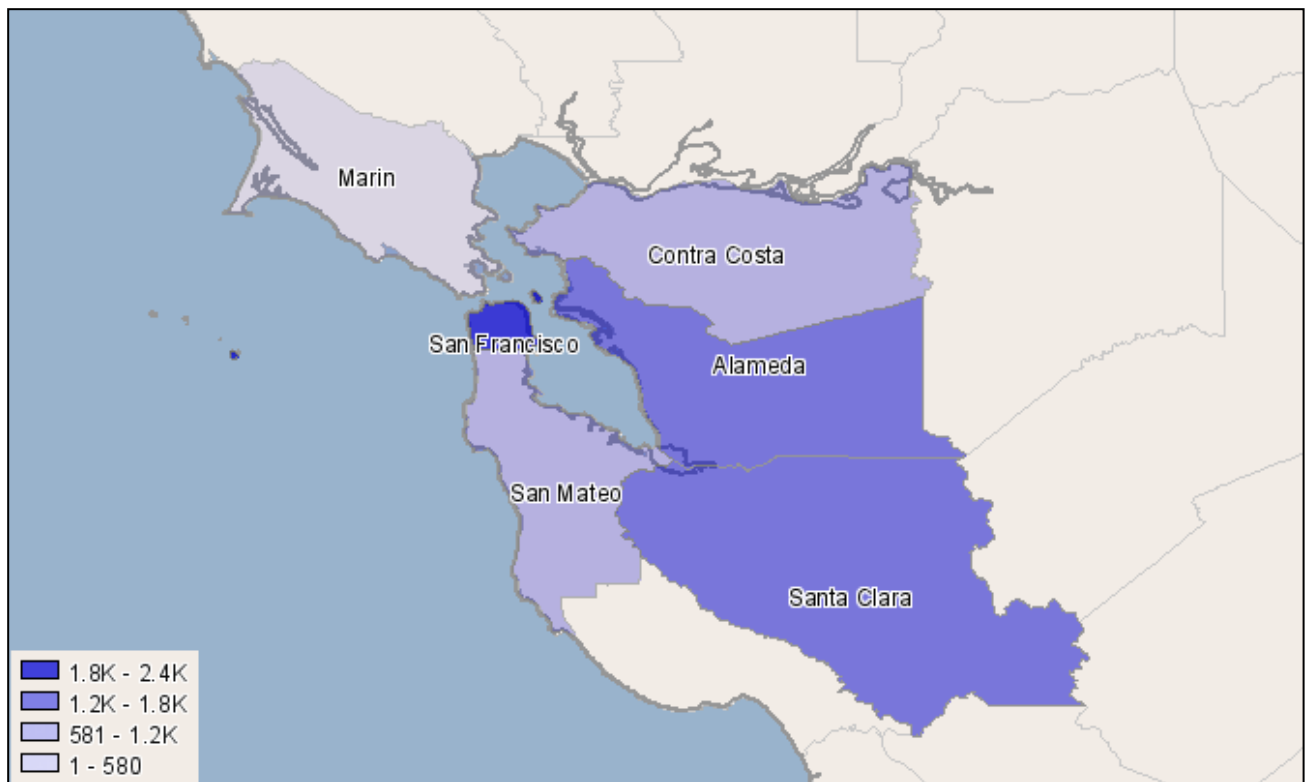 Marin
Contra Costa
San Francisco
Alameda
San Mateo
Santa Clara
1.8K - 2.4K
1.2K - 1.8K
581 - 1.2K
1 - 580